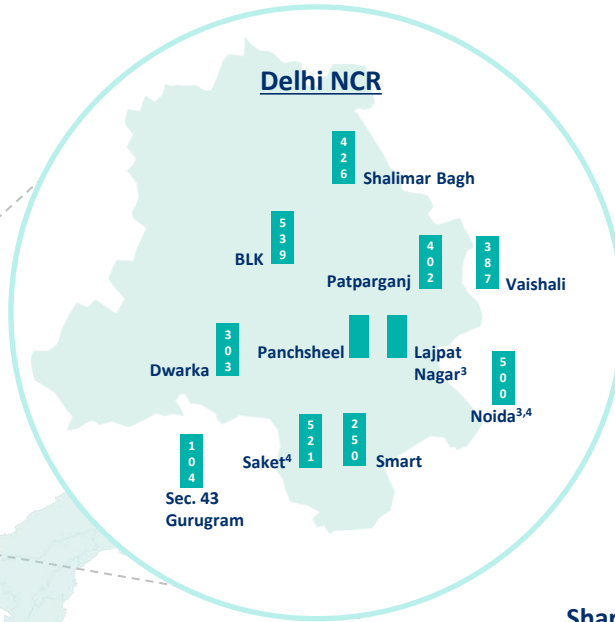 Delhi NCR
426
Shalimar Bagh
539
BLK
402
Patparganj
387
Vaishali
303
Dwarka
Panchsheel
Lajpat
Nagar³
500
Noida³,⁴
521
Saket⁴
250
Smart
104
Sec. 43
Gurugram
Shar